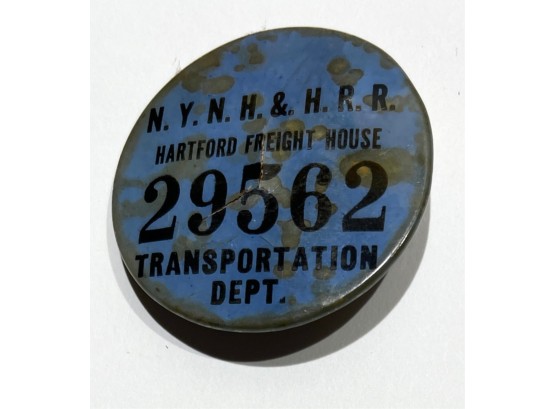 N. Y. N. H. & H. R. R.
HARTFORD FREIGHT HOUSE
29562
TRANSPORTATION
DEPT.